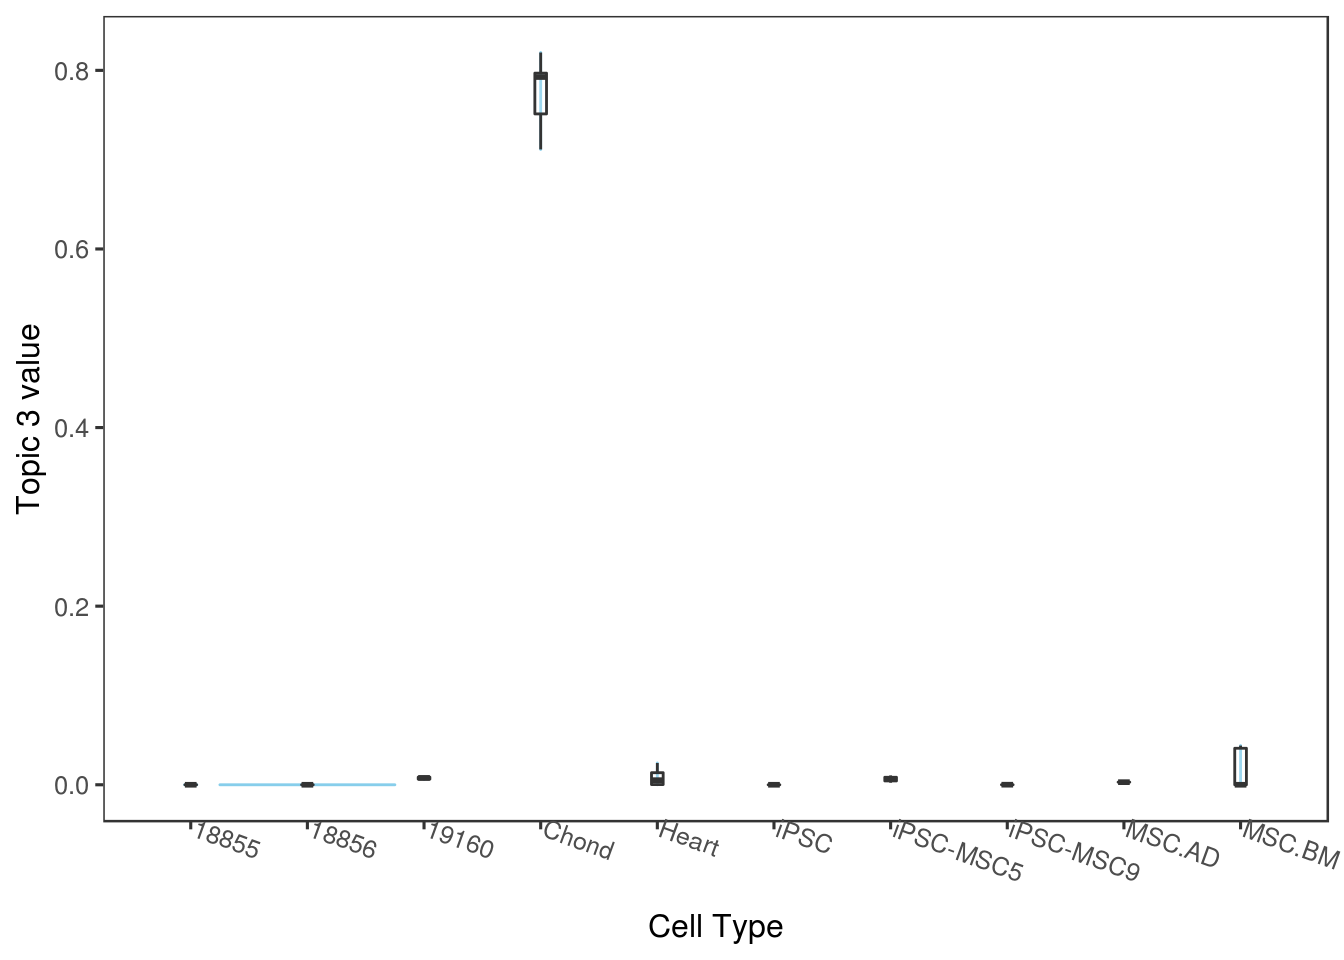 0.8
0.6
0.4
0.2
0.0
Topic 3 value
18855 18856 19160 Chond Heart iPSC iPSC-MSC5 iPSC-MSC9 MSC.AD MSC.BM
Cell Type